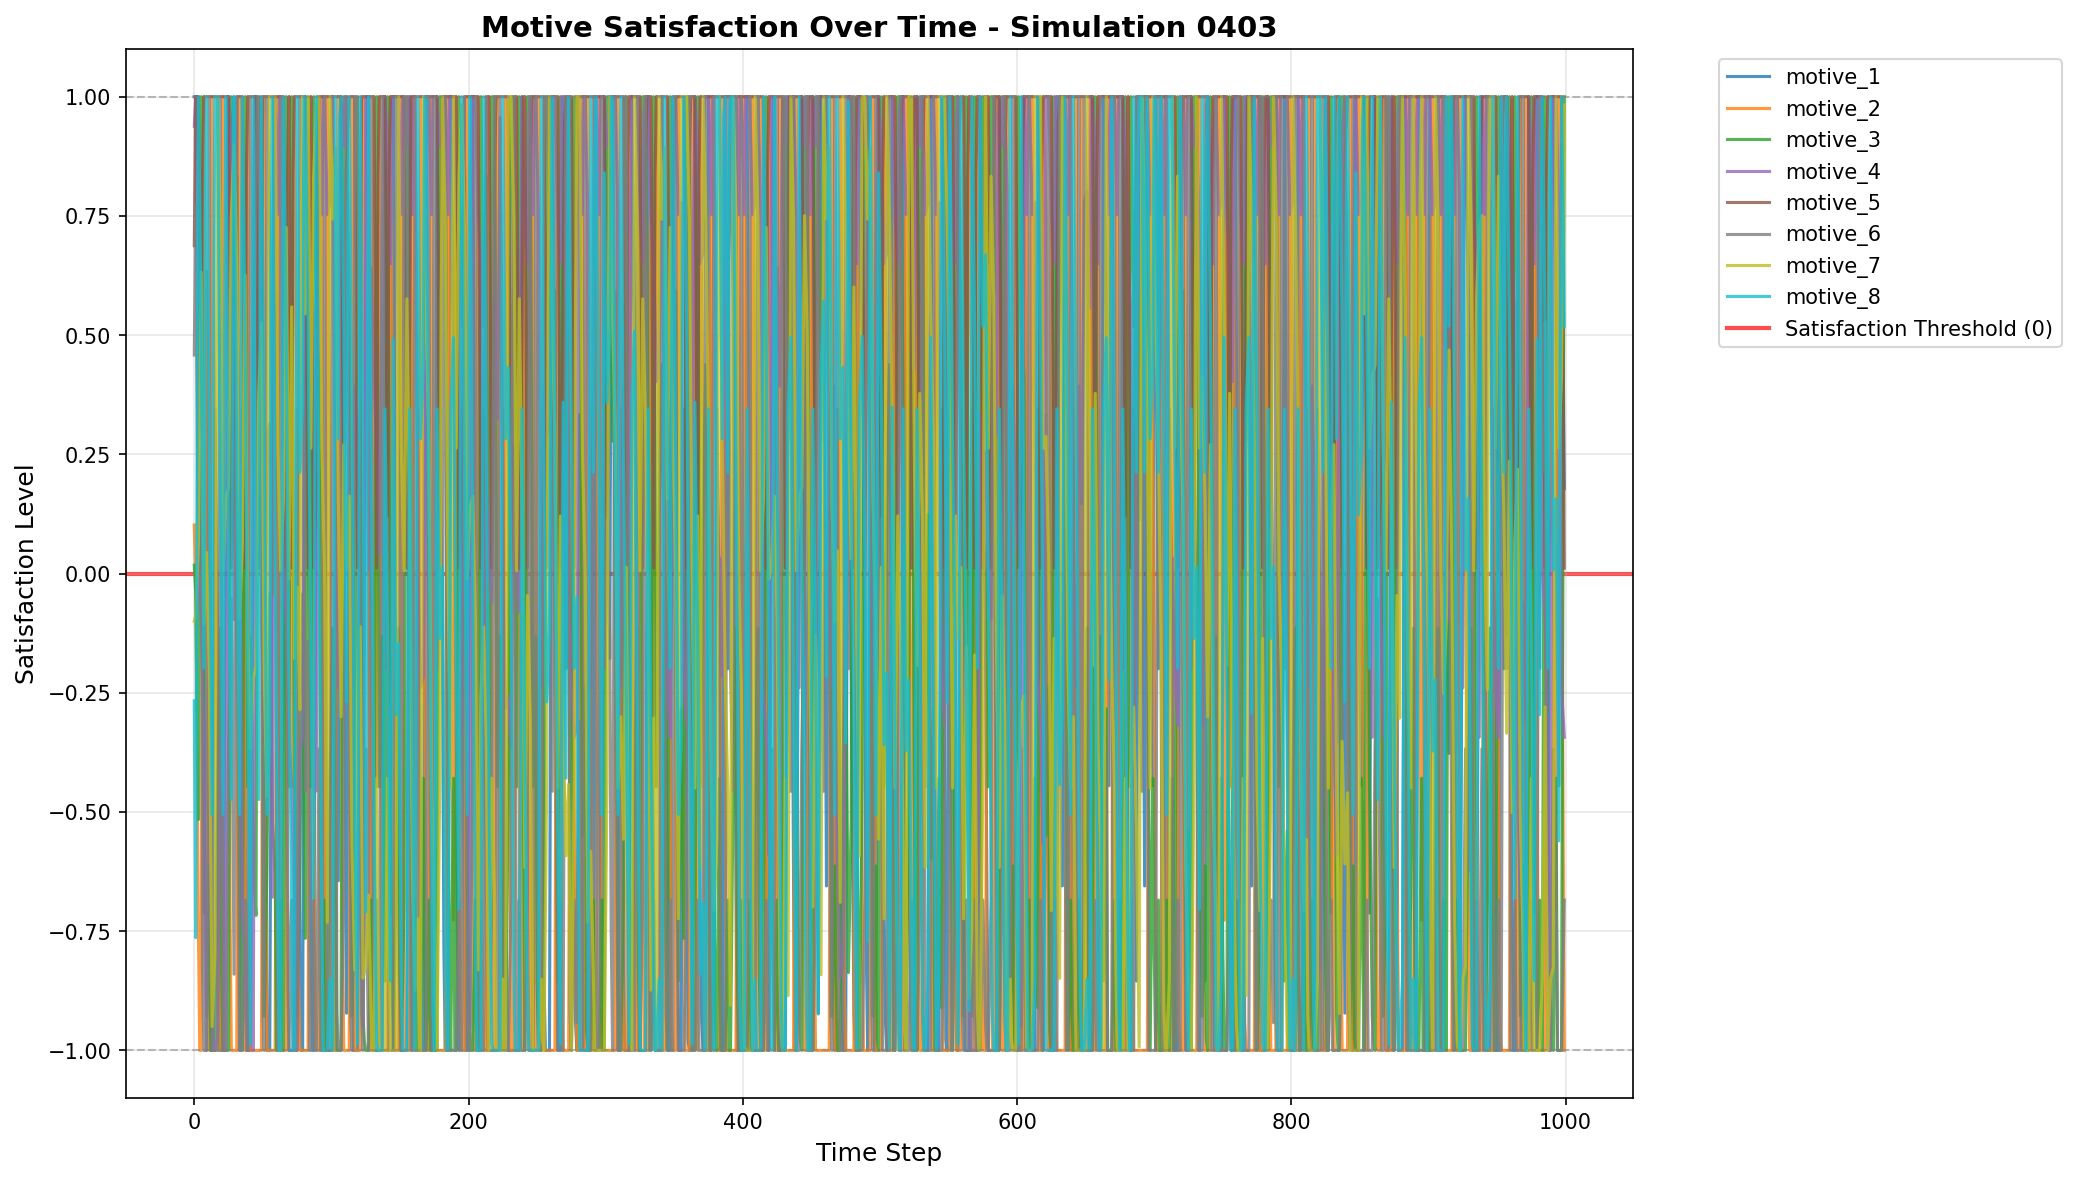 Motive Satisfaction Over Time - Simulation 0403
1.00
0.75
0.50
0.25
0.00
−0.25
−0.50
−0.75
−1.00
Satisfaction Level
0
200
400
600
800
1000
Time Step
motive_1
motive_2
motive_3
motive_4
motive_5
motive_6
motive_7
motive_8
Satisfaction Threshold (0)